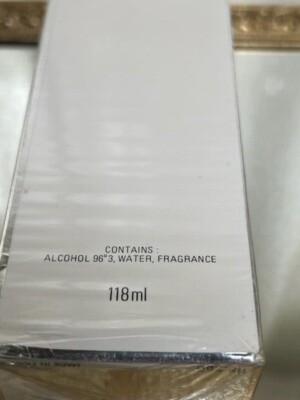 CONTAINS :
ALCOHOL 96°3, WATER, FRAGRANCE
118ml